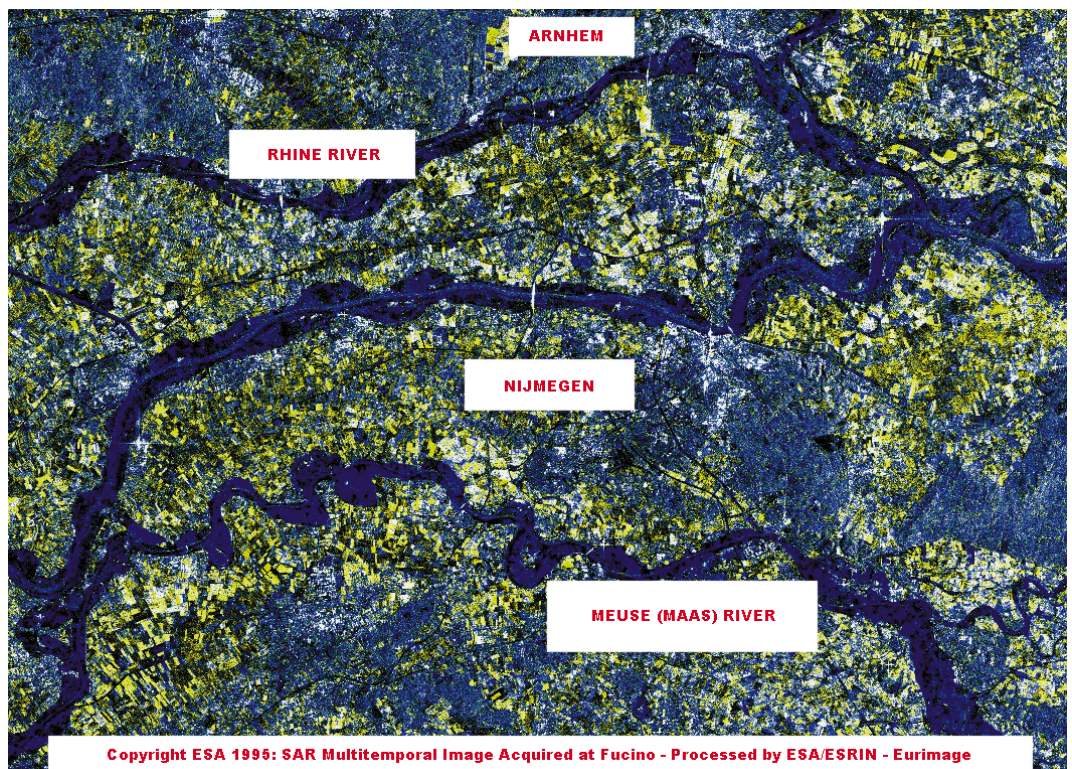 ARNHEM
RHINE RIVER
NIJMEGEN
MEUSE (MAAS) RIVER
Copyright ESA 1995: SAR Multitemporal Image Acquired at Fucino - Processed by ESA/ESRIN - Eurimage